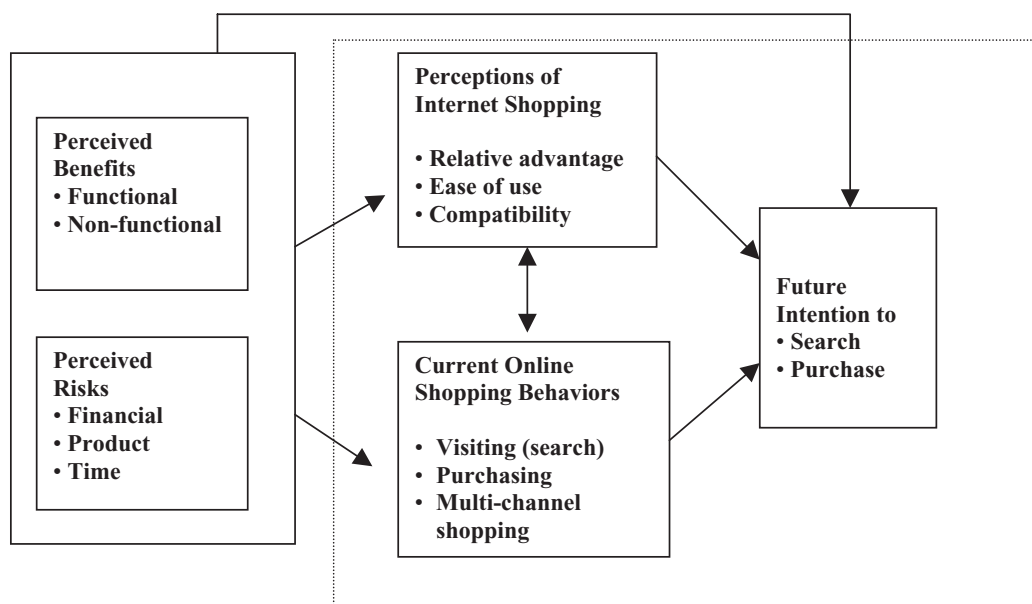 Perceived
Benefits
• Functional
• Non-functional
Perceived
Risks
• Financial
• Product
• Time
Perceptions of
Internet Shopping
• Relative advantage
• Ease of use
• Compatibility
Current Online
Shopping Behaviors
• Visiting (search)
• Purchasing
• Multi-channel
shopping
Future
Intention to
• Search
• Purchase